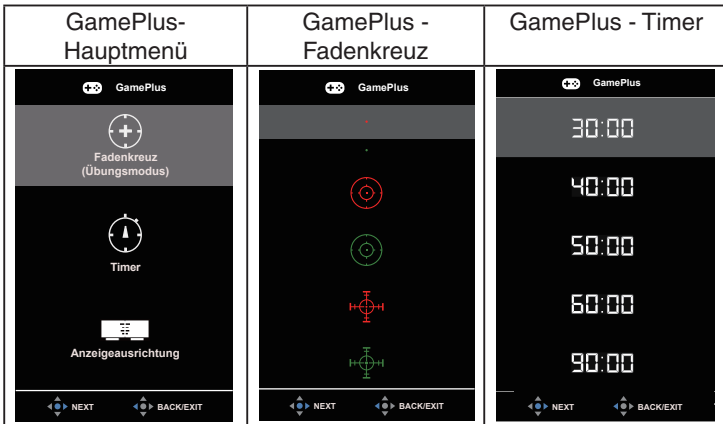 GamePlus-
Hauptmenü
GamePlus -
Fadenkreuz
GamePlus - Timer
GamePlus
Fadenkreuz
(Übungsmodus)
Timer
Anzeigeausrichtung
NEXT
BACK/EXIT
GamePlus
NEXT
BACK/EXIT
GamePlus
30:00
40:00
50:00
60:00
90:00
NEXT
BACK/EXIT